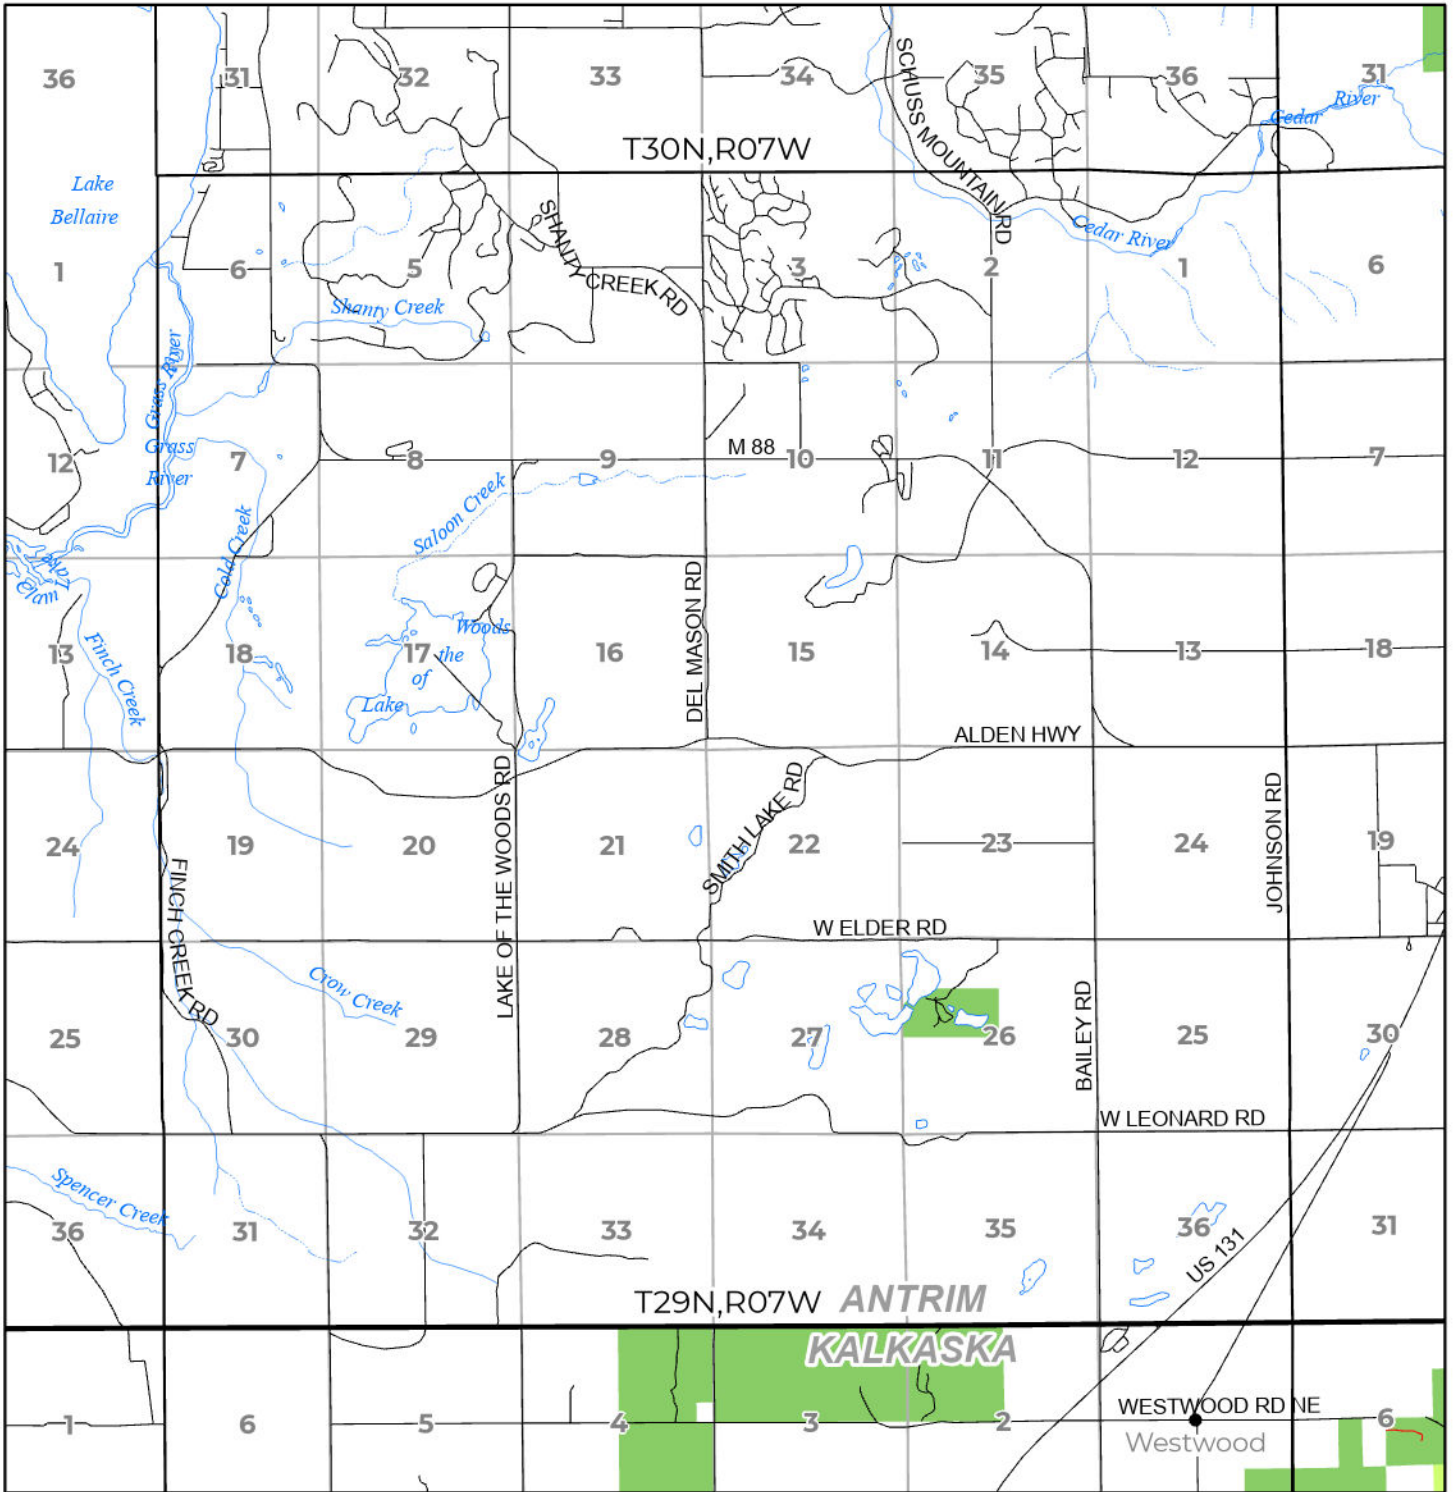 36
31
32
33
34
35
36
31
SCHUSS MOUNTAIN RD
Cedar
River
T30N,R07W
Lake
Bellaire
SHANTY CREEK RD
Cedar River
1
6
5
3
2
1
6
Shanty Creek
Grass River
Grass
River
12
7
8
9
M 88
10
11
12
7
Saloon Creek
Cold Creek
Clam
Lake
DEL MASON RD
Woods
the
of
Lake
Finch Creek
13
18
17
16
15
14
13
18
ALDEN HWY
LAKE OF THE WOODS RD
SMITH LAKE RD
JOHNSON RD
24
19
20
21
22
23
24
19
FINCH CREEK RD
W ELDER RD
Crow Creek
BAILEY RD
25
30
29
28
27
26
25
30
W LEONARD RD
Spencer Creek
36
31
32
33
34
35
36
31
US 131
T29N,R07W
ANTRIM
KALKASKA
WESTWOOD RD NE
1
6
5
4
3
2
6
Westwood